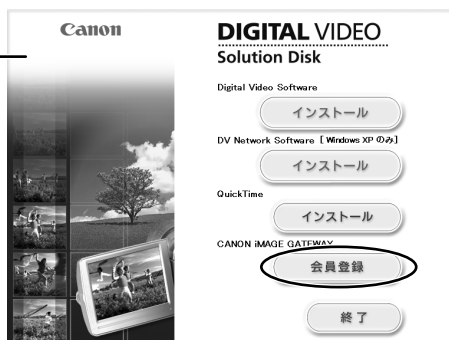 Canon
DIGITAL VIDEO
Solution Disk
Digital Video Software
インストール
DV Network Software [ Windows XP のみ]
インストール
QuickTime
インストール
CANON iMAGE GATEWAY
会員登録
終了